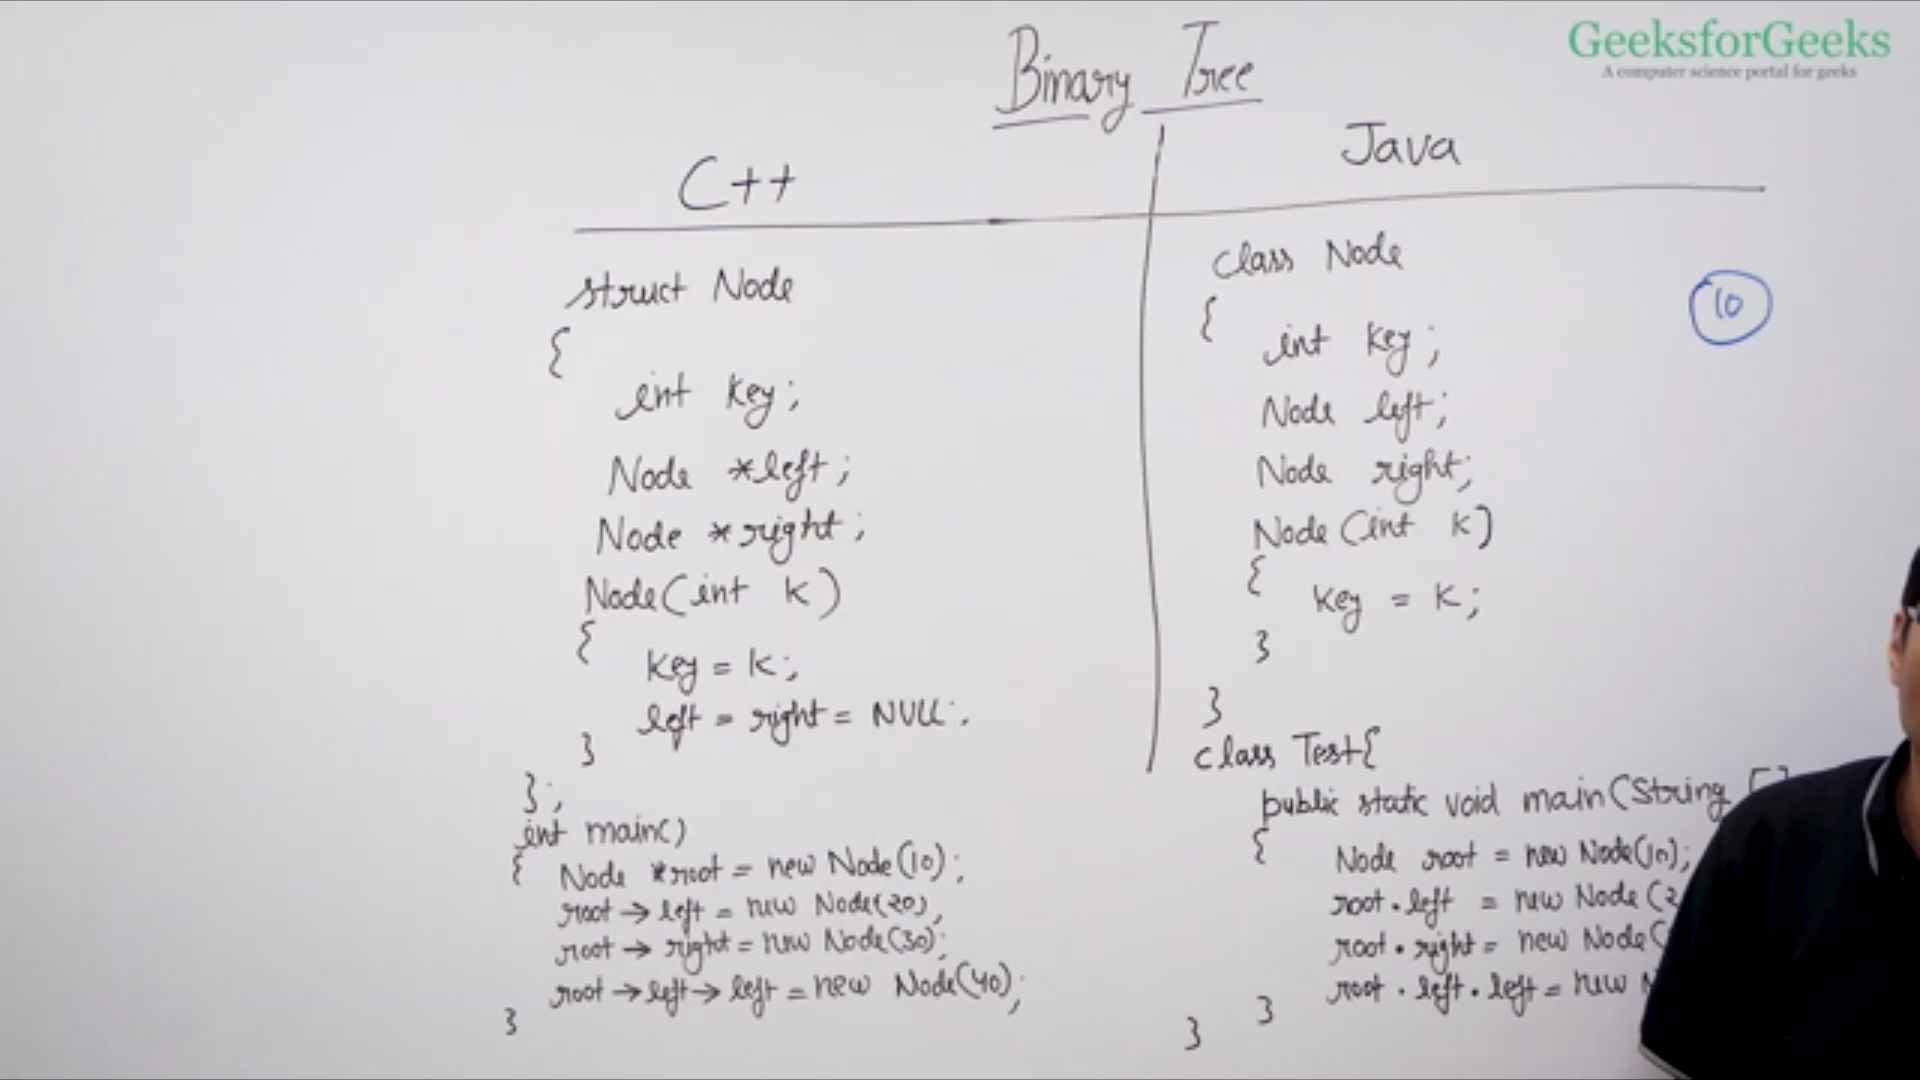 GeeksforGeeks
A computer science portal for geeks
Binary Tree
C++
struct Node
{
int key;
Node *left;
Node *right;
Node(int k)
{
key = k;
left = right = NULL;
}
};
int main()
{ Node *root = new Node(10);
root → left = new Node(20);
root → right = new Node(30);
root → left → left = new Node(40);
}
Java
class Node
{
int key;
Node left;
Node right;
Node(int k)
{
key = k;
}
}
class Test{
public static void main(String []
{
Node root = new Node(10);
root.left = new Node(2
root.right = new Node(
root.left.left = new
}
}
10